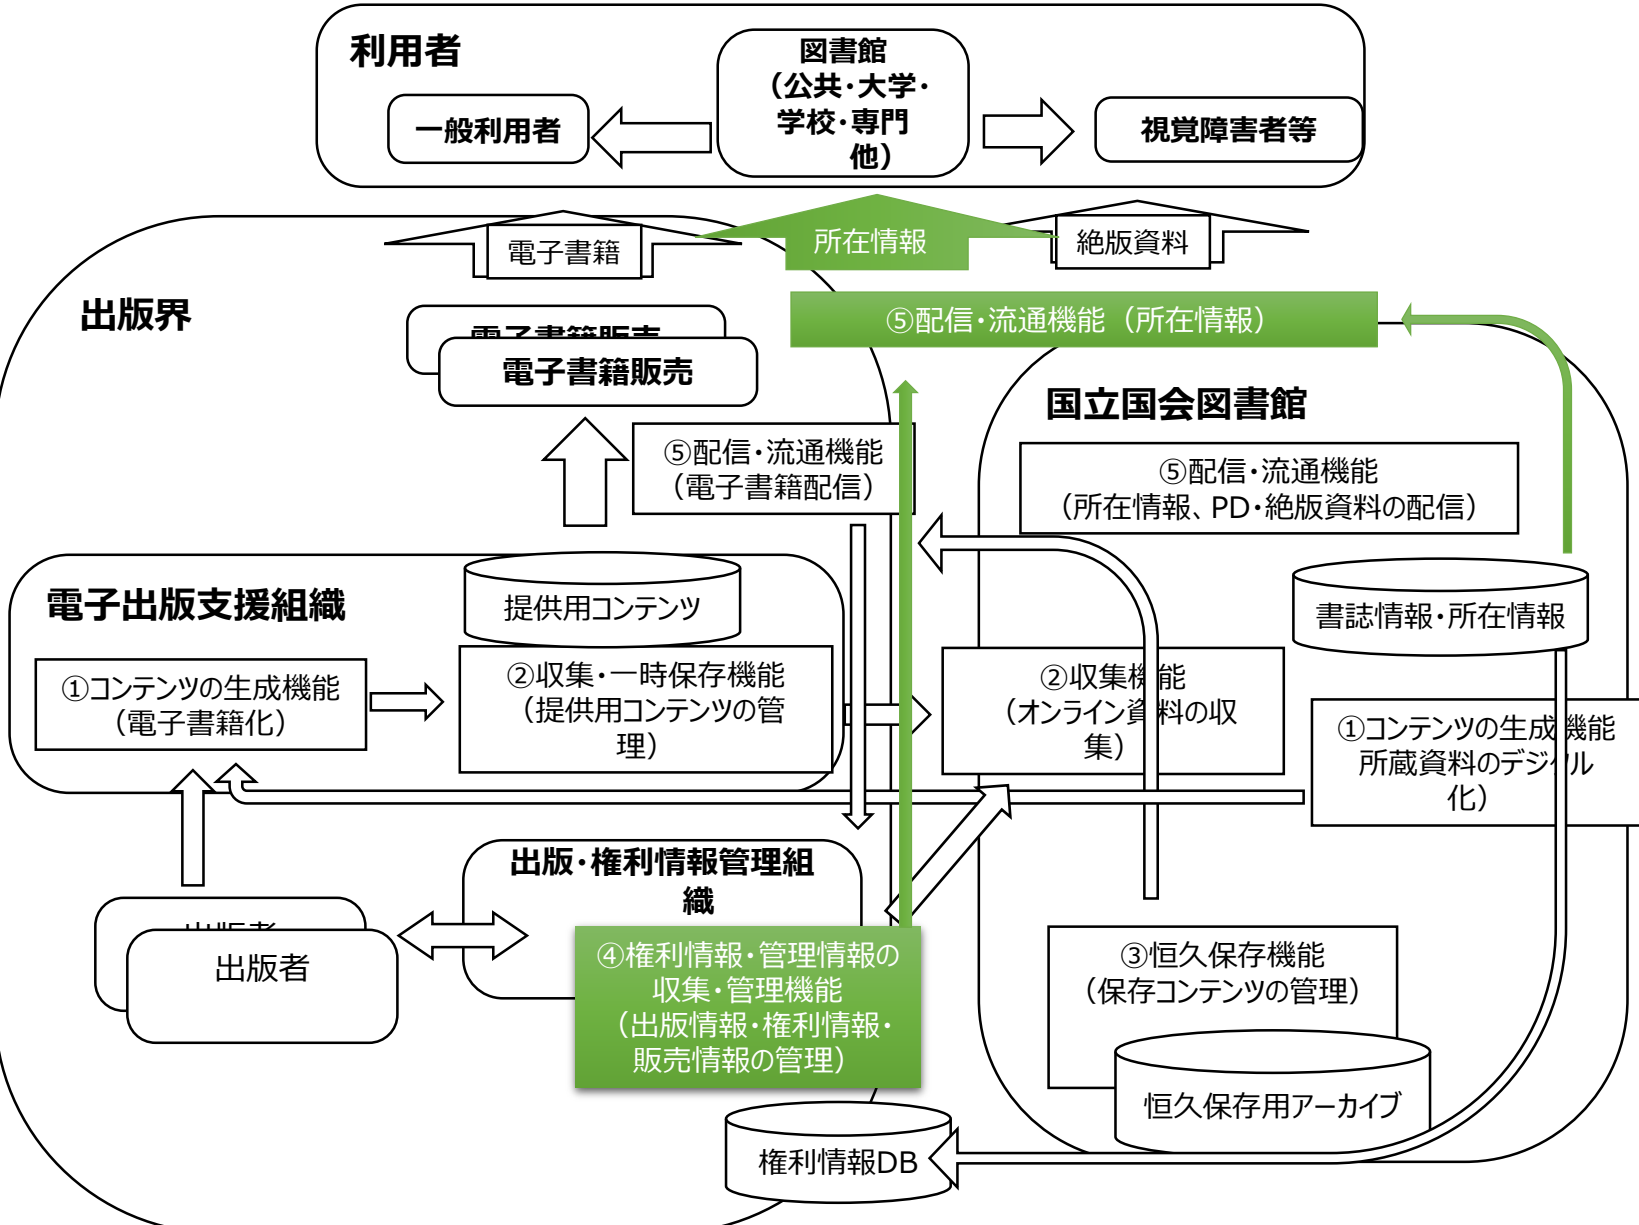 利用者
図書館
（公共･大学･
学校･専門
他）
一般利用者
視覚障害者等
電子書籍
所在情報
絶版資料
出版界
⑤配信･流通機能（所在情報）
電子書籍販売
電子書籍販売
国立国会図書館
⑤配信･流通機能
（電子書籍配信）
⑤配信･流通機能
（所在情報、PD･絶版資料の配信）
電子出版支援組織
提供用コンテンツ
書誌情報･所在情報
①コンテンツの生成機能
（電子書籍化）
②収集･一時保存機能
（提供用コンテンツの管
理）
②収集機能
（オンライン資料の収
集）
①コンテンツの生成機能
所蔵資料のデジタル
化）
出版･権利情報管理組
織
出版者
出版者
④権利情報･管理情報の
収集･管理機能
（出版情報･権利情報･
販売情報の管理）
③恒久保存機能
（保存コンテンツの管理）
恒久保存用アーカイブ
権利情報DB